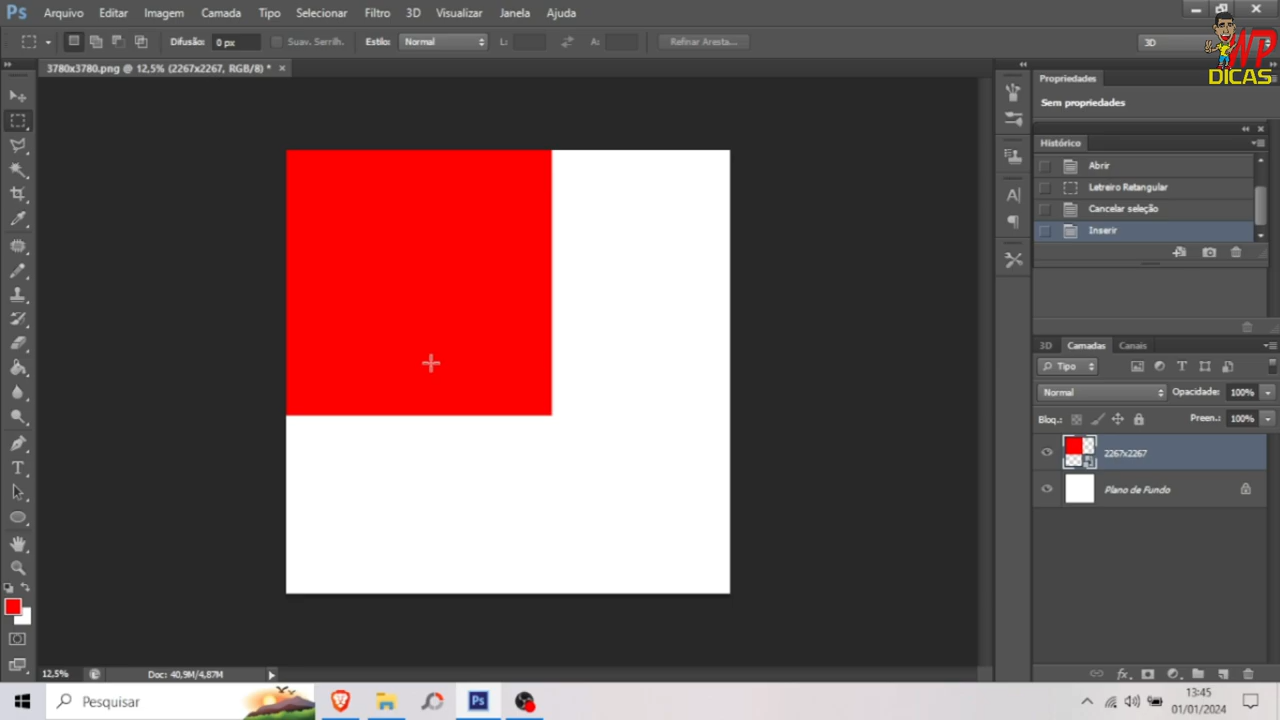 Ps Arquivo Editar Imagem Camada Tipo Selecionar Filtro 3D Visualizar Janela Ajuda
Difusão: 0 px Suav. Serrih. Estilo: Normal L: A: Refinar Aresta... 3D
WP
DICAS
3780x3780.png @ 12,5% (2267x2267, RGB/8) * ×
Propriedades
Sem propriedades
Histórico
Abrir
Letreiro Retangular
Cancelar seleção
Inserir
3D Camadas Canais
Tipo
Normal Opacidade: 100%
Bloq.: Preen.: 100%
2267x2267
Plano de Fundo
12,5% Doc: 40,9M/4,87M
Pesquisar Ps 13:45
01/01/2024